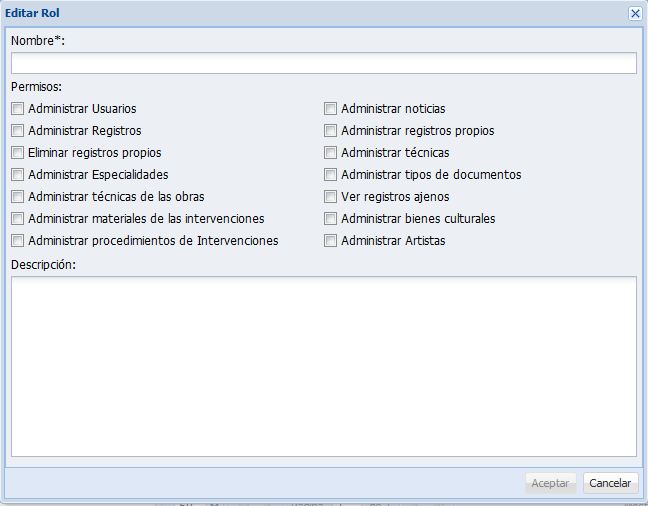 Editar Rol
Nombre*:
Permisos:
Administrar Usuarios
Administrar noticias
Administrar Registros
Administrar registros propios
Eliminar registros propios
Administrar técnicas
Administrar Especialidades
Administrar tipos de documentos
Administrar técnicas de las obras
Ver registros ajenos
Administrar materiales de las intervenciones
Administrar bienes culturales
Administrar procedimientos de Intervenciones
Administrar Artistas
Descripción:
Aceptar
Cancelar